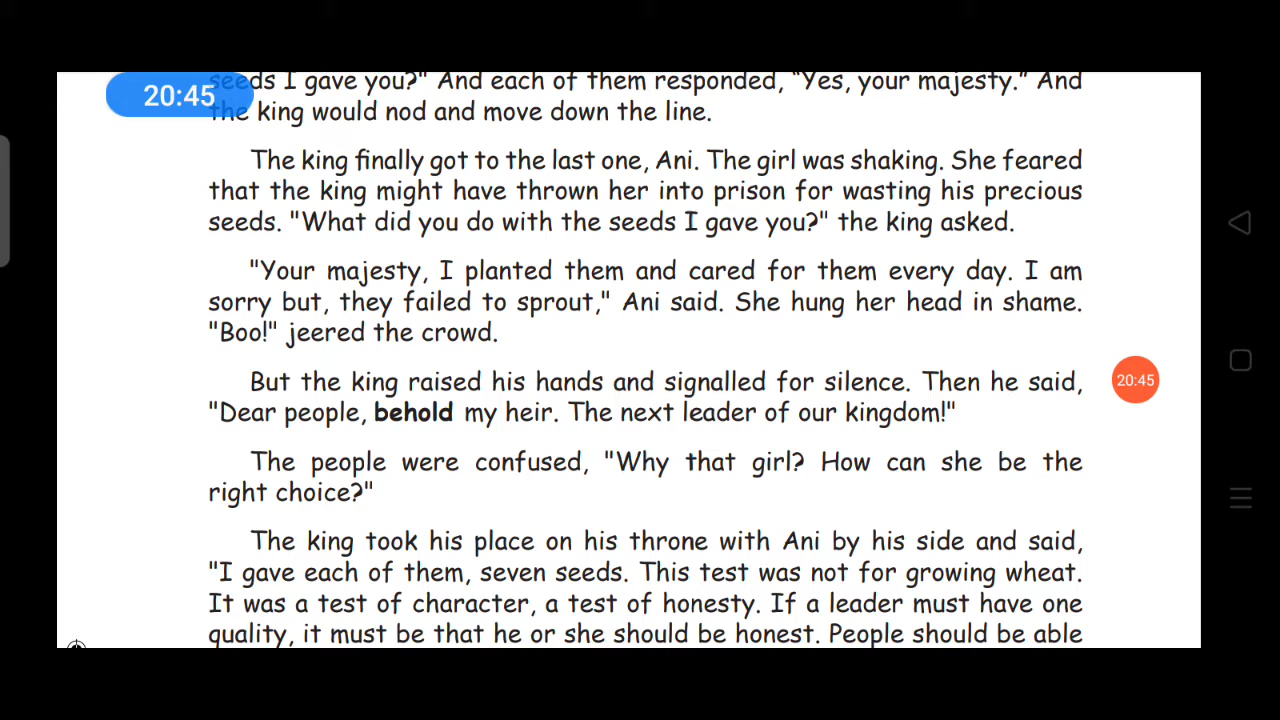 seeds I gave you?" And each of them responded, "Yes, your majesty." And
20:45
the king would nod and move down the line.
The king finally got to the last one, Ani. The girl was shaking. She feared
that the king might have thrown her into prison for wasting his precious
seeds. "What did you do with the seeds I gave you?" the king asked.
"Your majesty, I planted them and cared for them every day. I am
sorry but, they failed to sprout," Ani said. She hung her head in shame.
"Boo!" jeered the crowd.
But the king raised his hands and signalled for silence. Then he said,
20:45
"Dear people, behold my heir. The next leader of our kingdom!"
The people were confused, "Why that girl? How can she be the
right choice?"
The king took his place on his throne with Ani by his side and said,
"I gave each of them, seven seeds. This test was not for growing wheat.
It was a test of character, a test of honesty. If a leader must have one
quality, it must be that he or she should be honest. People should be able